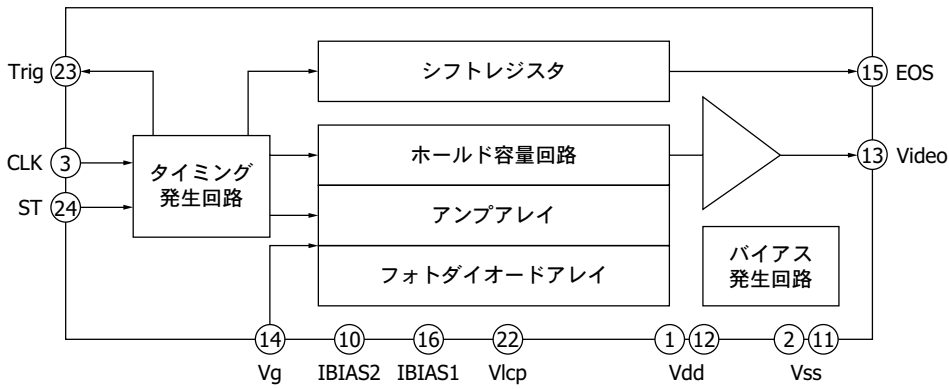 シフトレジスタ
Trig 23
15 EOS
CLK 3
タイミング
発生回路
ホールド容量回路
13 Video
ST 24
アンプアレイ
フォトダイオードアレイ
バイアス
発生回路
14 10 16 22 1 12 2 11
Vg IBIAS2 IBIAS1 Vlcp Vdd Vss